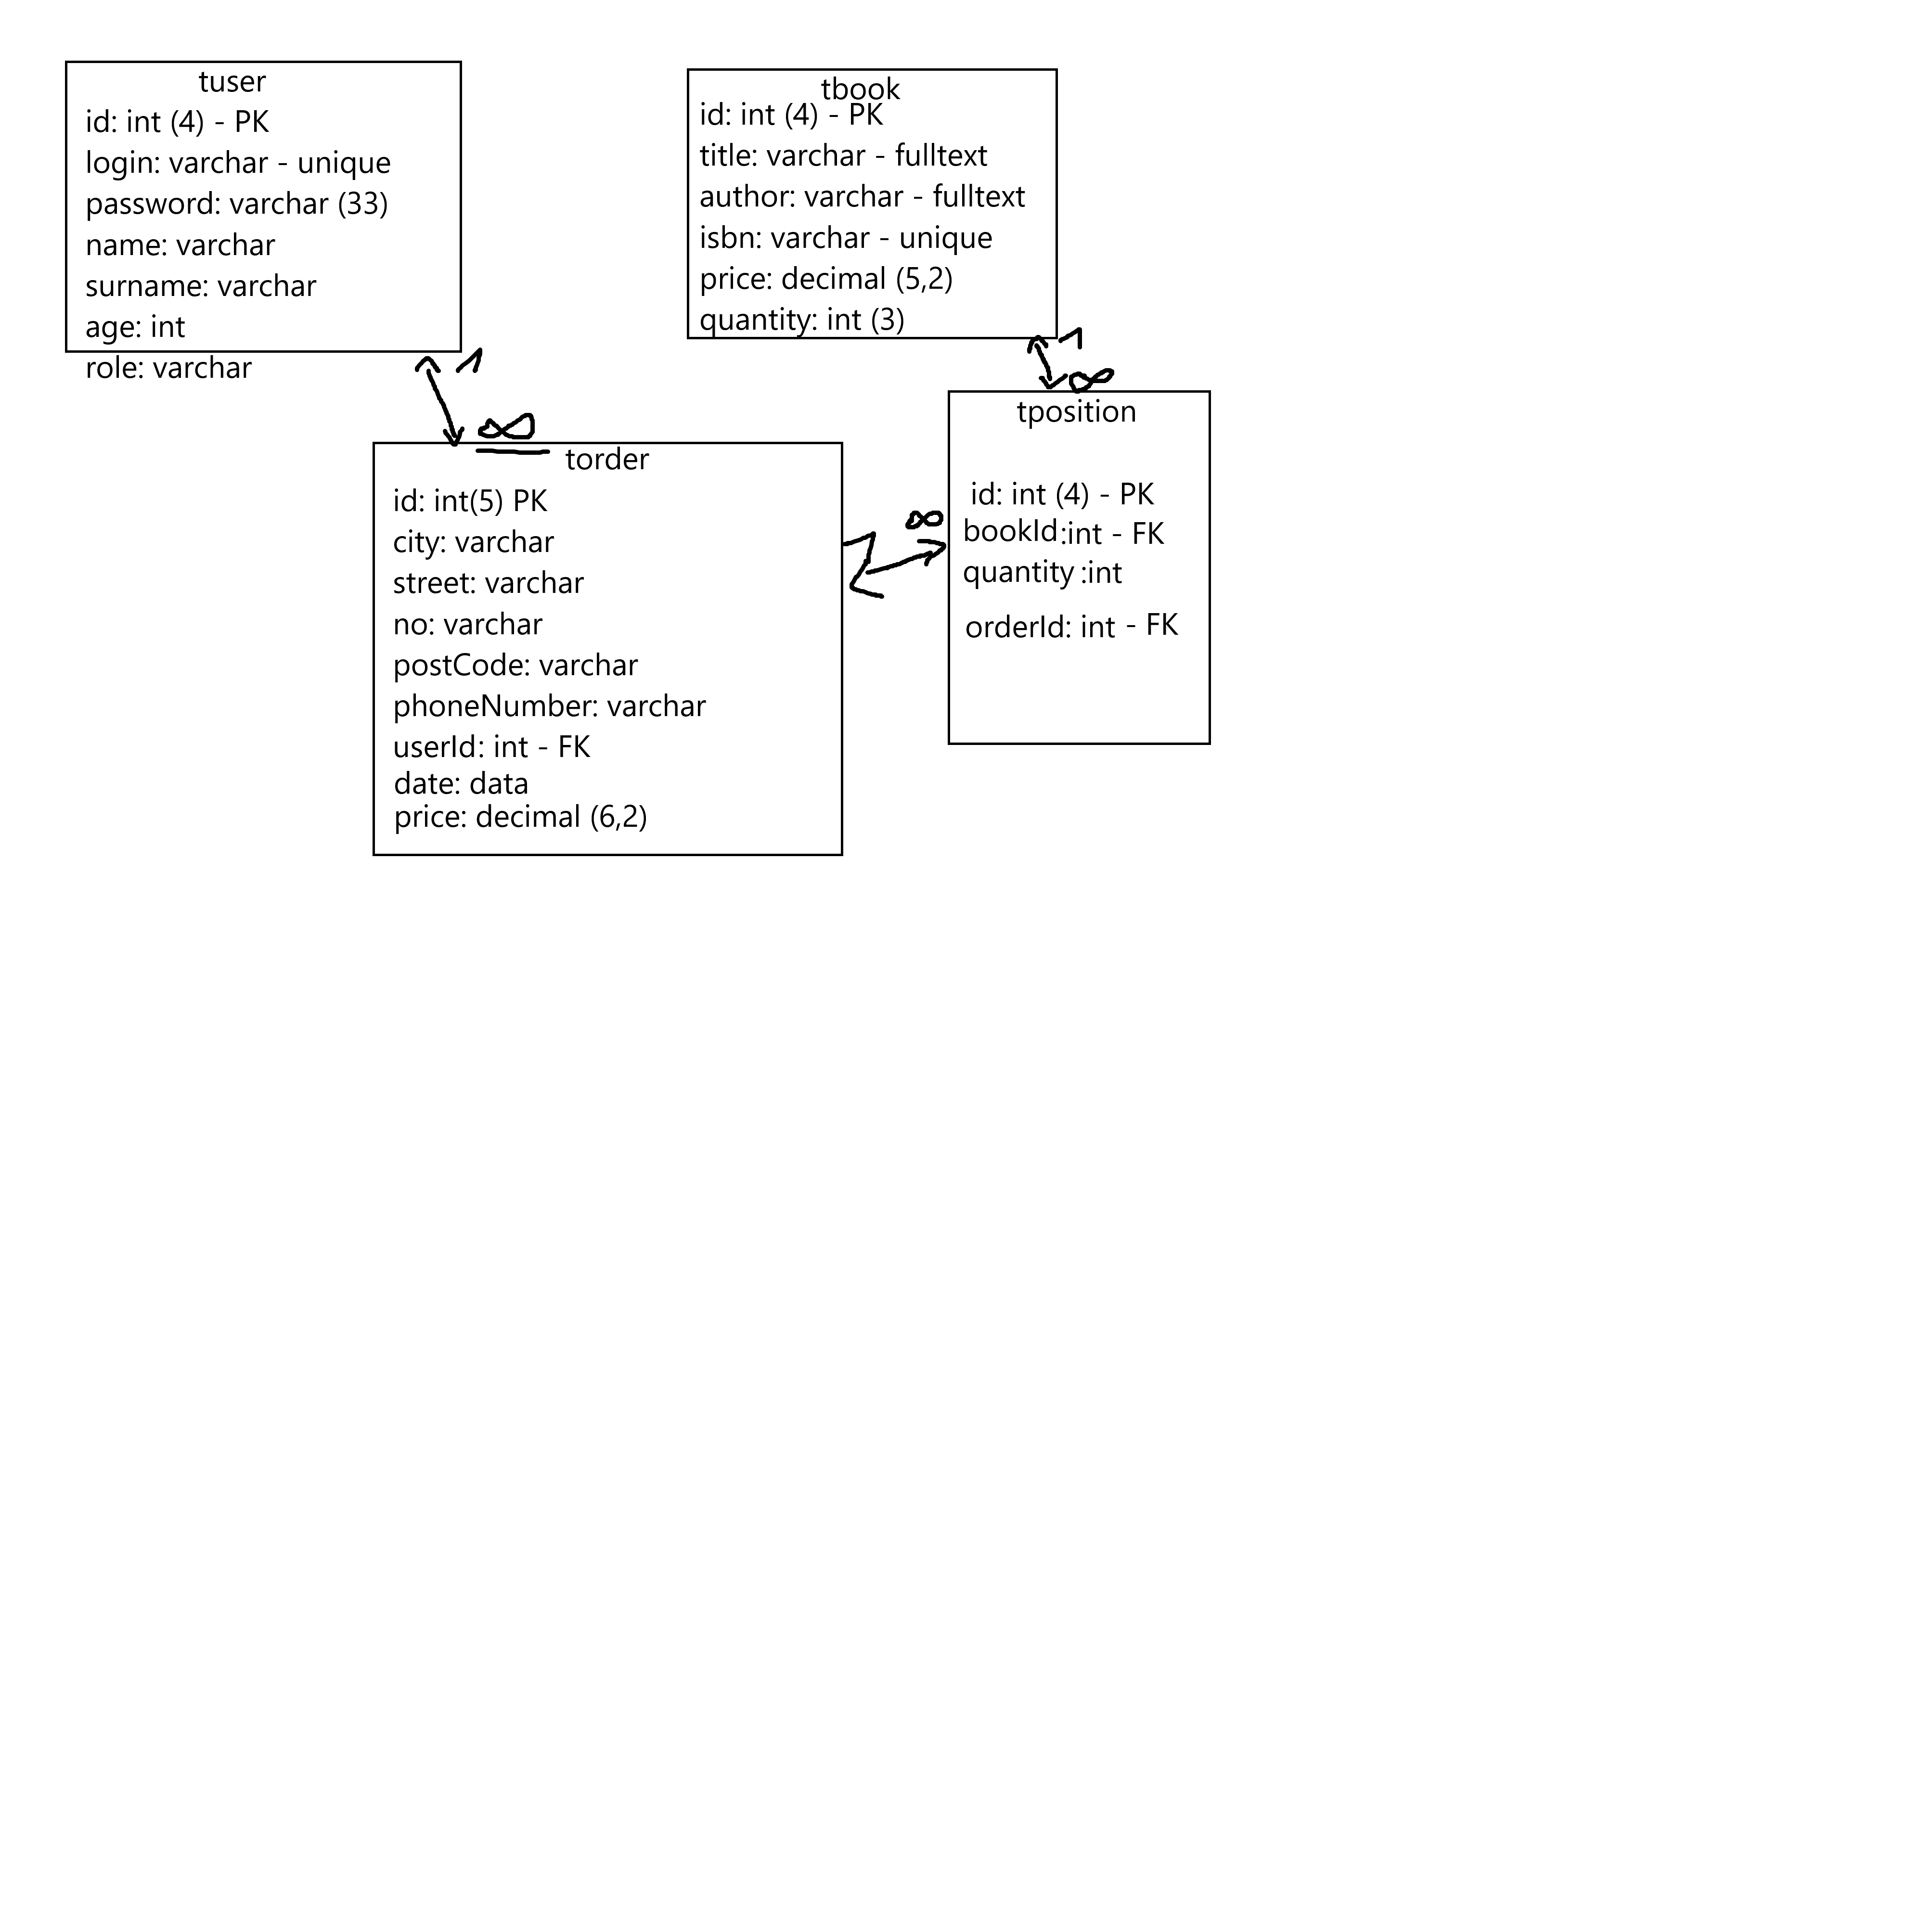 tuser
id: int (4) - PK
login: varchar - unique
password: varchar (33)
name: varchar
surname: varchar
age: int
role: varchar
tbook
id: int (4) - PK
title: varchar - fulltext
author: varchar - fulltext
isbn: varchar - unique
price: decimal (5,2)
quantity: int (3)
1
∞
1
∞
torder
id: int(5) PK
city: varchar
street: varchar
no: varchar
postCode: varchar
phoneNumber: varchar
userId: int - FK
date: data
price: decimal (6,2)
1
∞
tposition
id: int (4) - PK
bookId:int - FK
quantity :int
orderId: int - FK